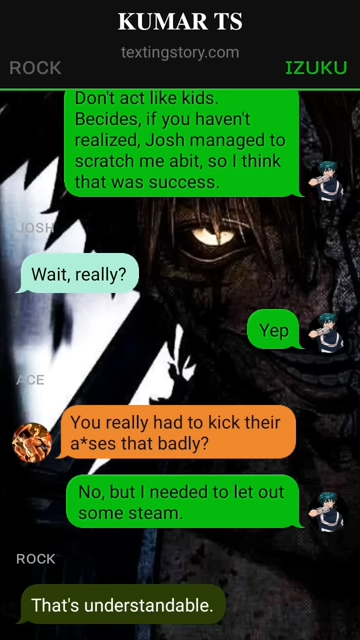 KUMAR TS
textingstory.com
ROCK
IZUKU
Don't act like kids.
Becides, if you haven't
realized, Josh managed to
scratch me abit, so I think
that was success.
JOSH
Wait, really?
Yep
ACE
You really had to kick their
a*ses that badly?
No, but I needed to let out
some steam.
ROCK
That's understandable.